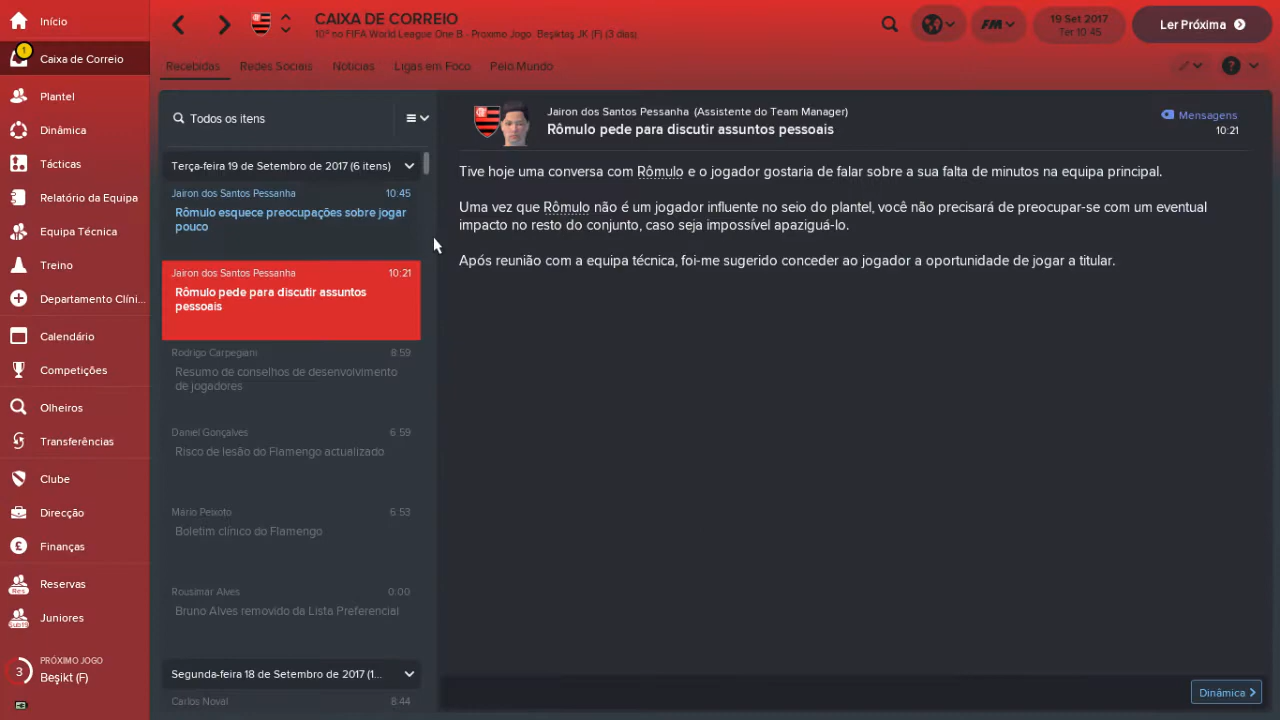 Início
1
Caixa de Correio
Plantel
Dinâmica
Tácticas
Relatório da Equipa
Equipa Técnica
Treino
Departamento Clíni...
Calendário
Competições
Olheiros
Transferências
Clube
Direcção
Finanças
Reservas
Juniores
3
PRÓXIMO JOGO
Beşikt (F)
CAIXA DE CORREIO
10º no FIFA World League One B - Proximo Jogo Beşiktaş JK (F) (3 dias)
FM
19 Set 2017
Ter 10 45
Ler Próxima
Recebidas
Redes Sociais
Notícias
Ligas em Foco
Pelo Mundo
?
Todos os itens
Terça-feira 19 de Setembro de 2017 (6 itens)
Jairon dos Santos Pessanha 10:45
Rômulo esquece preocupações sobre jogar
pouco
Jairon dos Santos Pessanha 10:21
Rômulo pede para discutir assuntos
pessoais
Rodrigo Carpegiani 8:59
Resumo de conselhos de desenvolvimento
de jogadores
Daniel Gonçalves 6:59
Risco de lesão do Flamengo actualizado
Mário Peixoto 6:53
Boletim clínico do Flamengo
Rousimar Alves 0:00
Bruno Alves removido da Lista Preferencial
Segunda-feira 18 de Setembro de 2017 (1...
Carlos Noval 8:44
Jairon dos Santos Pessanha (Assistente do Team Manager)
Rômulo pede para discutir assuntos pessoais
Mensagens
10:21
Tive hoje uma conversa com Rômulo e o jogador gostaria de falar sobre a sua falta de minutos na equipa principal.
Uma vez que Rômulo não é um jogador influente no seio do plantel, você não precisará de preocupar-se com um eventual
impacto no resto do conjunto, caso seja impossível apaziguá-lo.
Após reunião com a equipa técnica, foi-me sugerido conceder ao jogador a oportunidade de jogar a titular.
Dinâmica